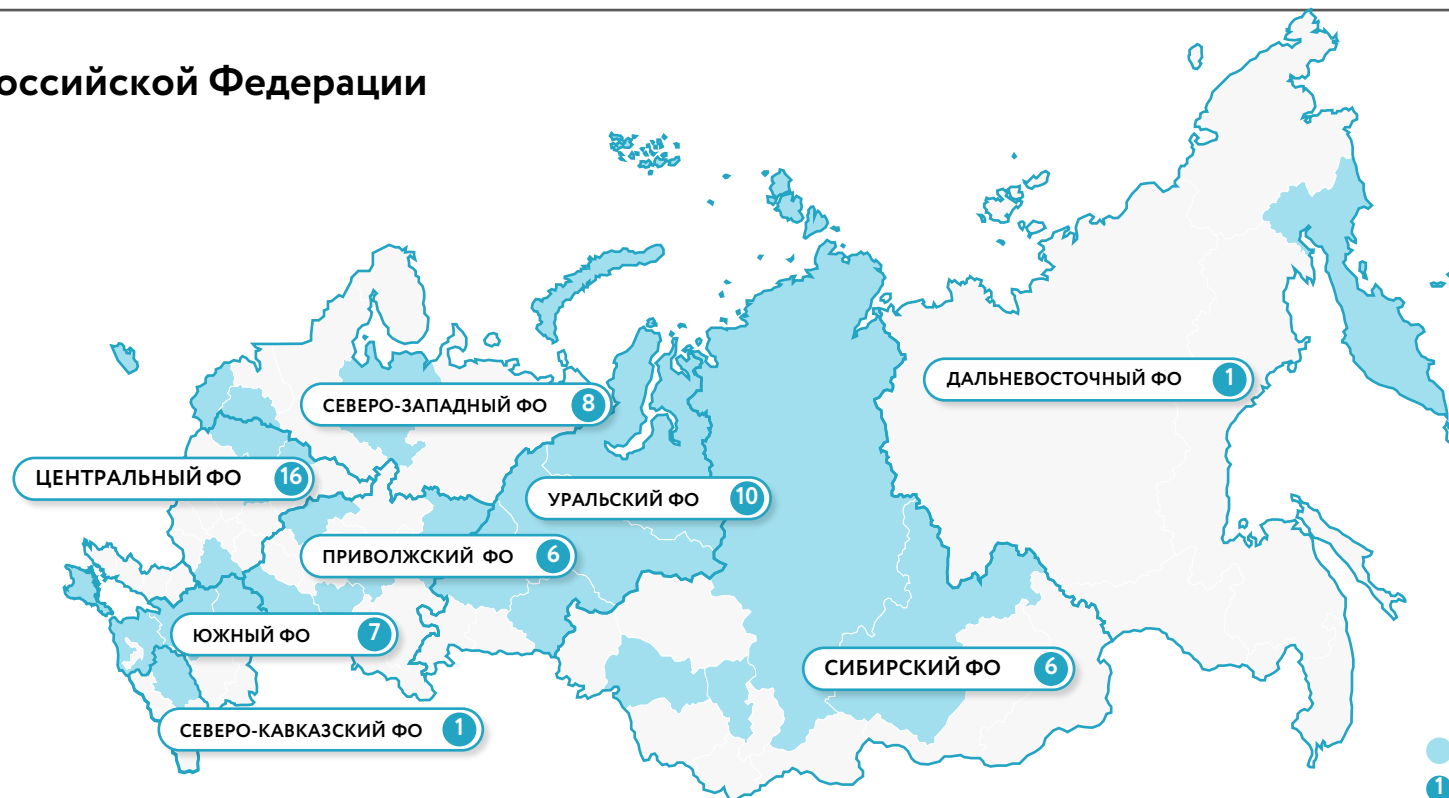 оссийской Федерации
ДАЛЬНЕВОСТОЧНЫЙ ФО 1
СЕВЕРО-ЗАПАДНЫЙ ФО 8
ЦЕНТРАЛЬНЫЙ ФО 16
УРАЛЬСКИЙ ФО 10
ПРИВОЛЖСКИЙ ФО 6
ЮЖНЫЙ ФО 7
СИБИРСКИЙ ФО 6
СЕВЕРО-КАВКАЗСКИЙ ФО 1
1